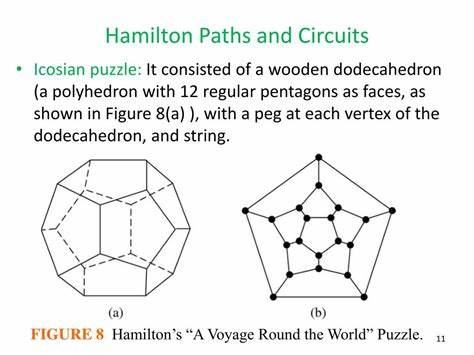 Hamilton Paths and Circuits
• Icosian puzzle: It consisted of a wooden dodecahedron
(a polyhedron with 12 regular pentagons as faces, as
shown in Figure 8(a) ), with a peg at each vertex of the
dodecahedron, and string.
(a) (b)
FIGURE 8 Hamilton’s “A Voyage Round the World” Puzzle. 11